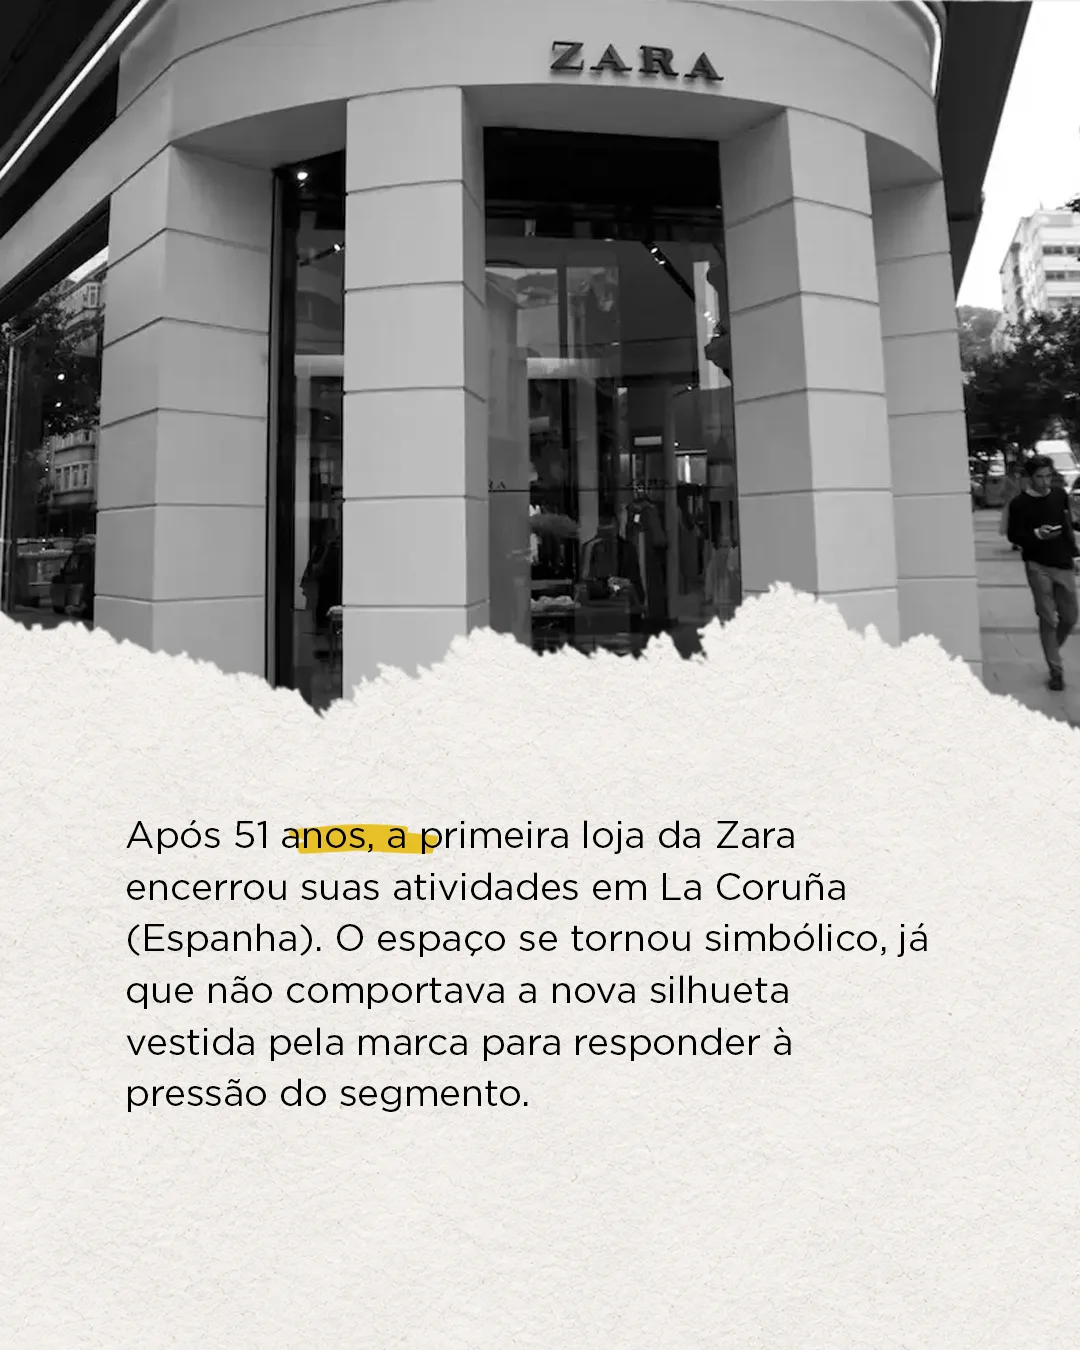 ZARA
Após 51 anos, a primeira loja da Zara
encerrou suas atividades em La Coruña
(Espanha). O espaço se tornou simbólico, já
que não comportava a nova silhueta
vestida pela marca para responder à
pressão do segmento.